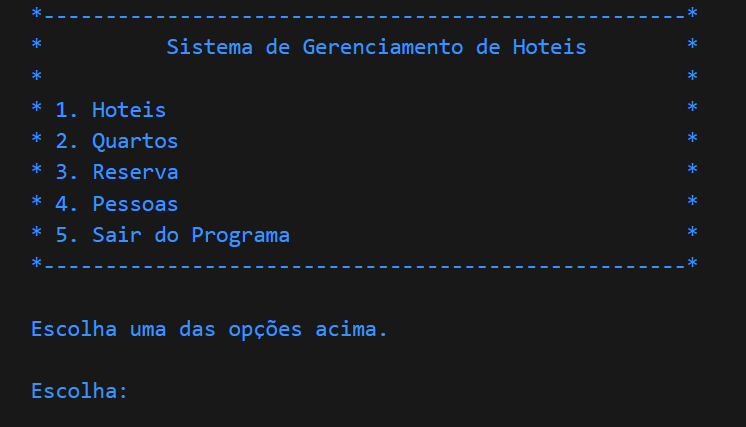 *----------------------------------------------------*
*          Sistema de Gerenciamento de Hoteis        *
*                                                    *
* 1. Hoteis                                          *
* 2. Quartos                                         *
* 3. Reserva                                         *
* 4. Pessoas                                         *
* 5. Sair do Programa                                *
*----------------------------------------------------*
Escolha uma das opções acima.
Escolha: